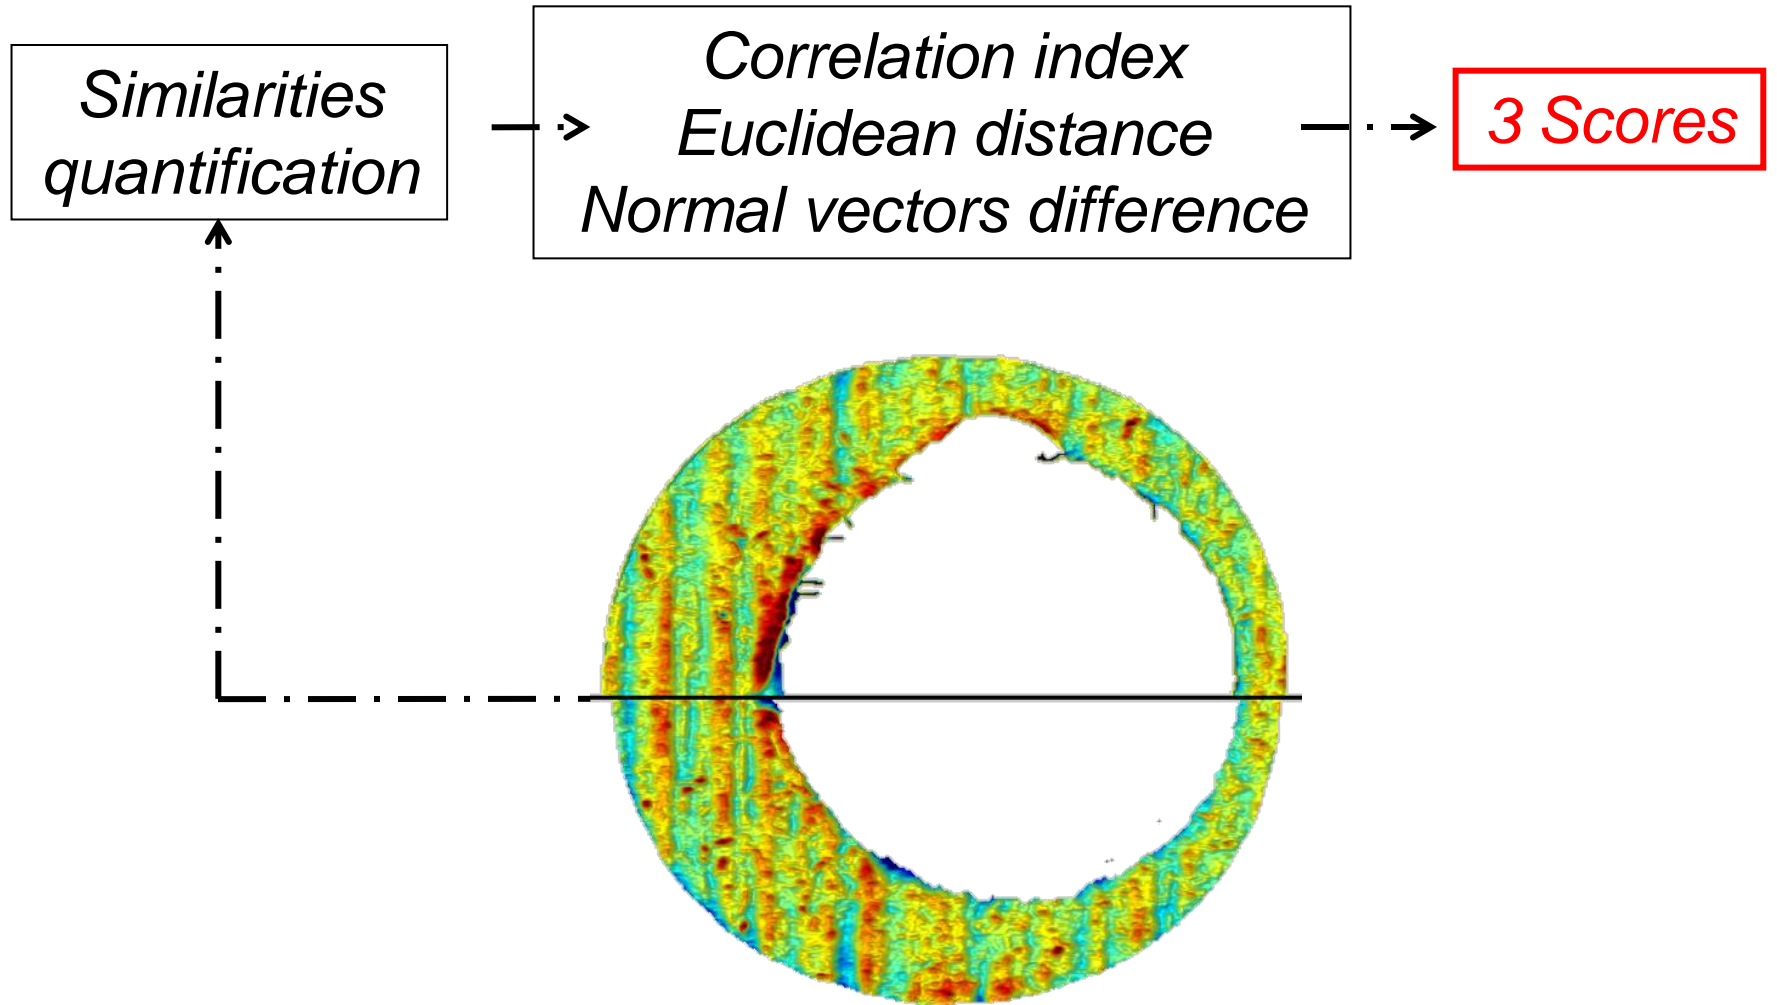 Similarities
quantification
Correlation index
Euclidean distance
Normal vectors difference
3 Scores